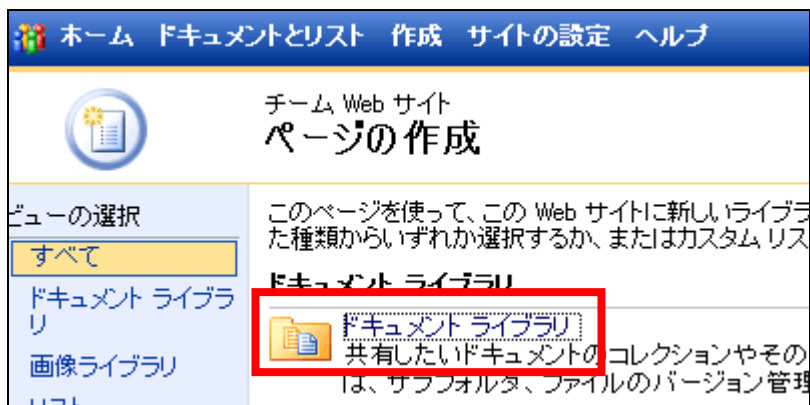 ホーム ドキュメントとリスト 作成 サイトの設定 ヘルプ
チーム Web サイト
ページの作成
ビューの選択
すべて
ドキュメント ライブラ
リ
画像ライブラリ
リスト
このページを使って、この Web サイトに新しいライブラ
た種類からいずれか選択するか、またはカスタム リス
ドキュメント ライブラリ
ドキュメント ライブラリ
共有したいドキュメントのコレクションやその
は、サブフォルダ、ファイルのバージョン管理